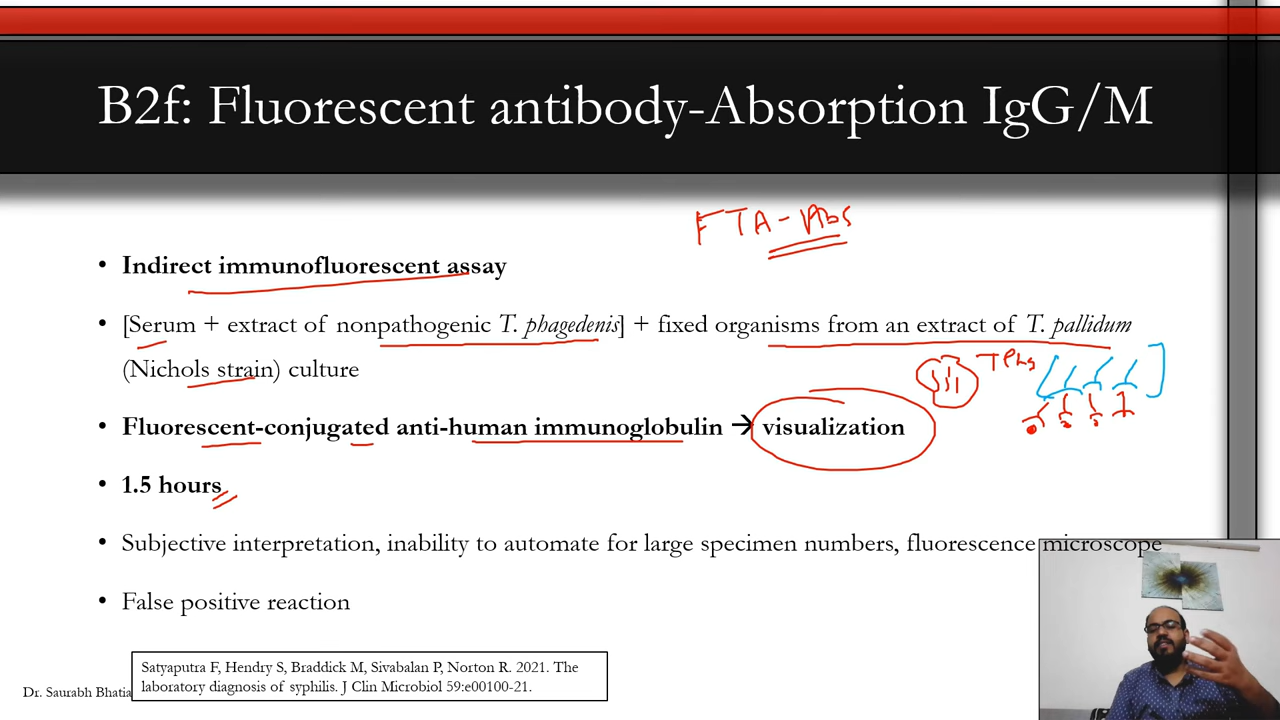 B2f: Fluorescent antibody-Absorption IgG/M
FTA-Abs
• Indirect immunofluorescent assay
• [Serum + extract of nonpathogenic T. phagedenis] + fixed organisms from an extract of T. pallidum
(Nichols strain) culture
TPhg
• Fluorescent-conjugated anti-human immunoglobulin → visualization
• 1.5 hours
• Subjective interpretation, inability to automate for large specimen numbers, fluorescence microscope
• False positive reaction
Satyaputra F, Hendry S, Braddick M, Sivabalan P, Norton R. 2021. The
laboratory diagnosis of syphilis. J Clin Microbiol 59:e00100-21.
Dr. Saurabh Bhatia